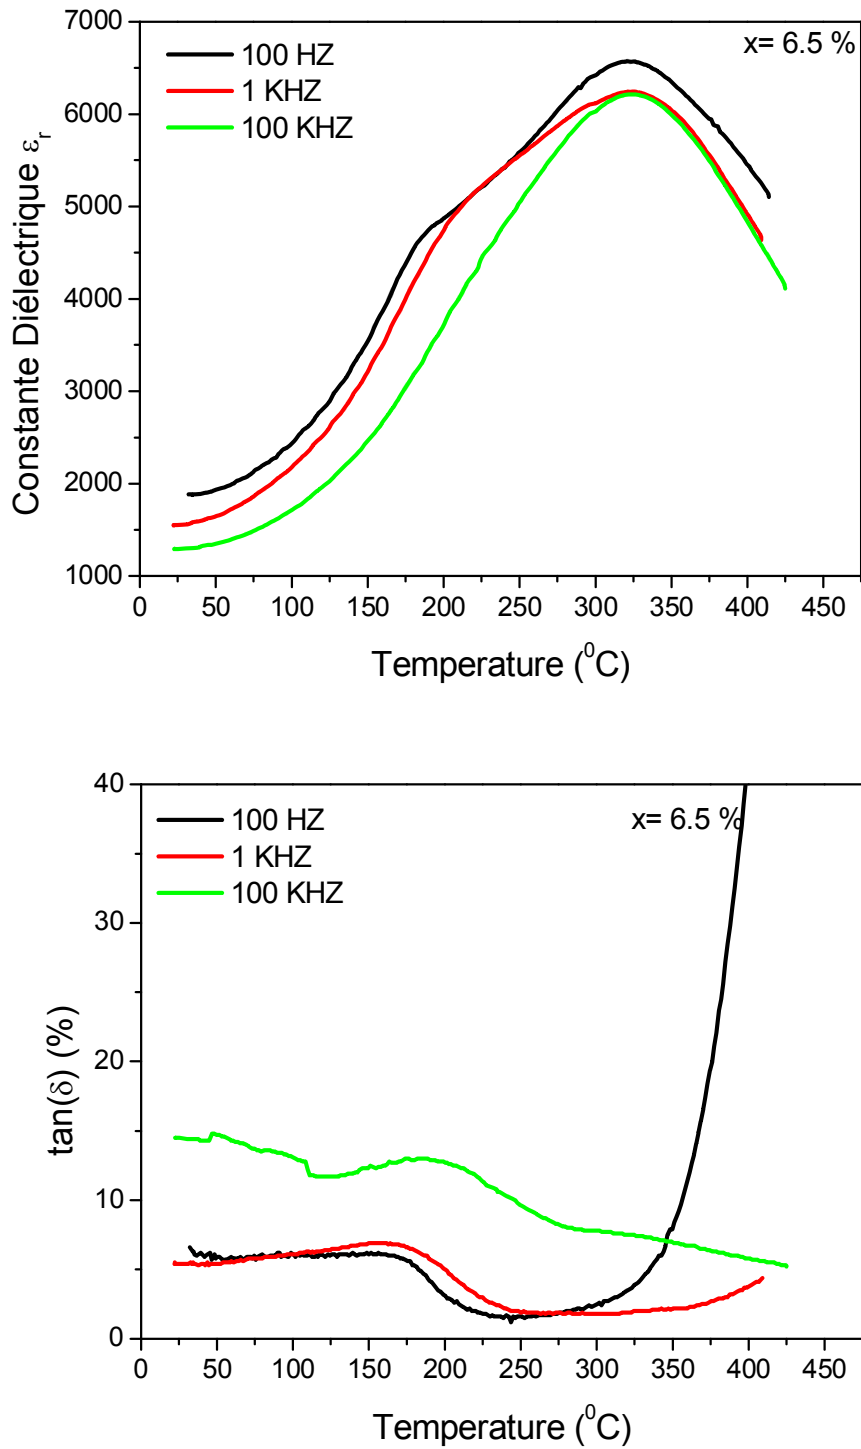 7000
6000
5000
4000
3000
2000
1000
Constante Diélectrique ε_r
100 HZ
1 KHZ
100 KHZ
x= 6.5 %
0 50 100 150 200 250 300 350 400 450
Temperature (⁰C)
40
30
20
10
0
tan(δ) (%)
100 HZ
1 KHZ
100 KHZ
x= 6.5 %
0 50 100 150 200 250 300 350 400 450
Temperature (⁰C)